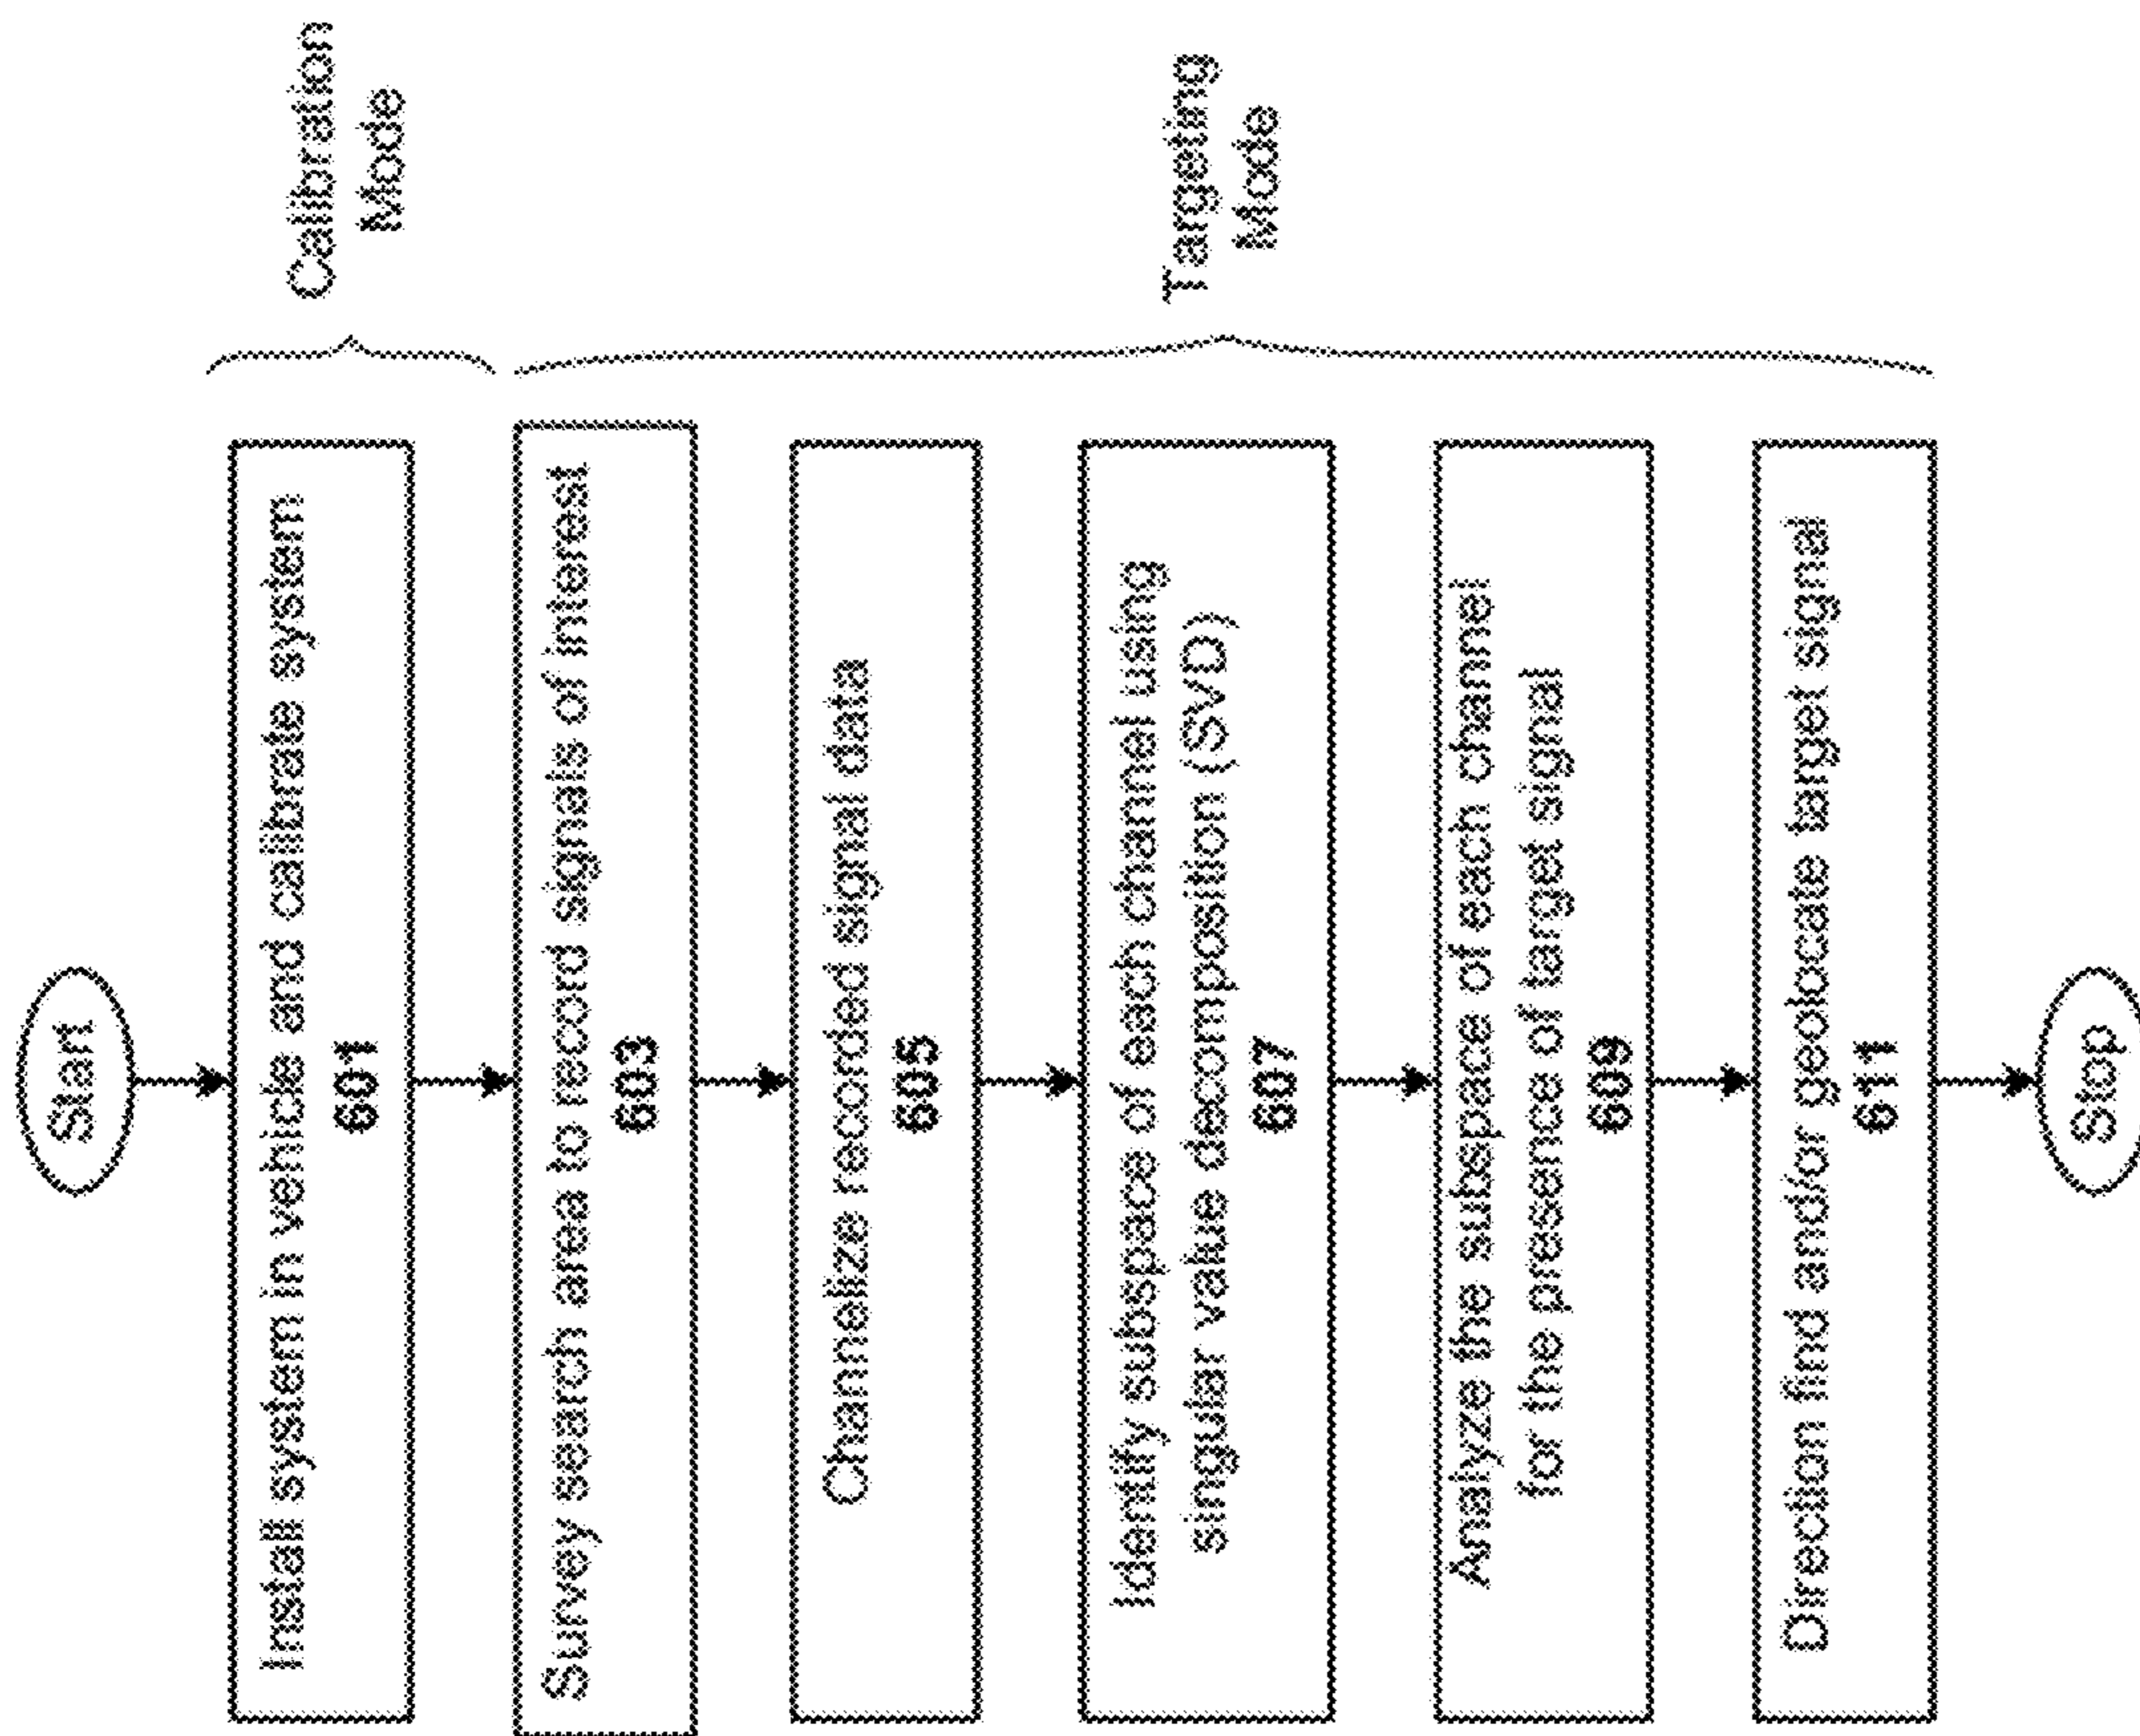 Start
Install system in vehicle and calibrate system
601
Calibration
Mode
Survey search area to record signals of interest
603
Channelize recorded signal data
605
Identify subspace of each channel using
singular value decomposition (SVD)
607
Targeting
Mode
Analyze the subspace of each channel
for the presence of target signal
609
Direction find and/or geolocate target signal
611
Stop